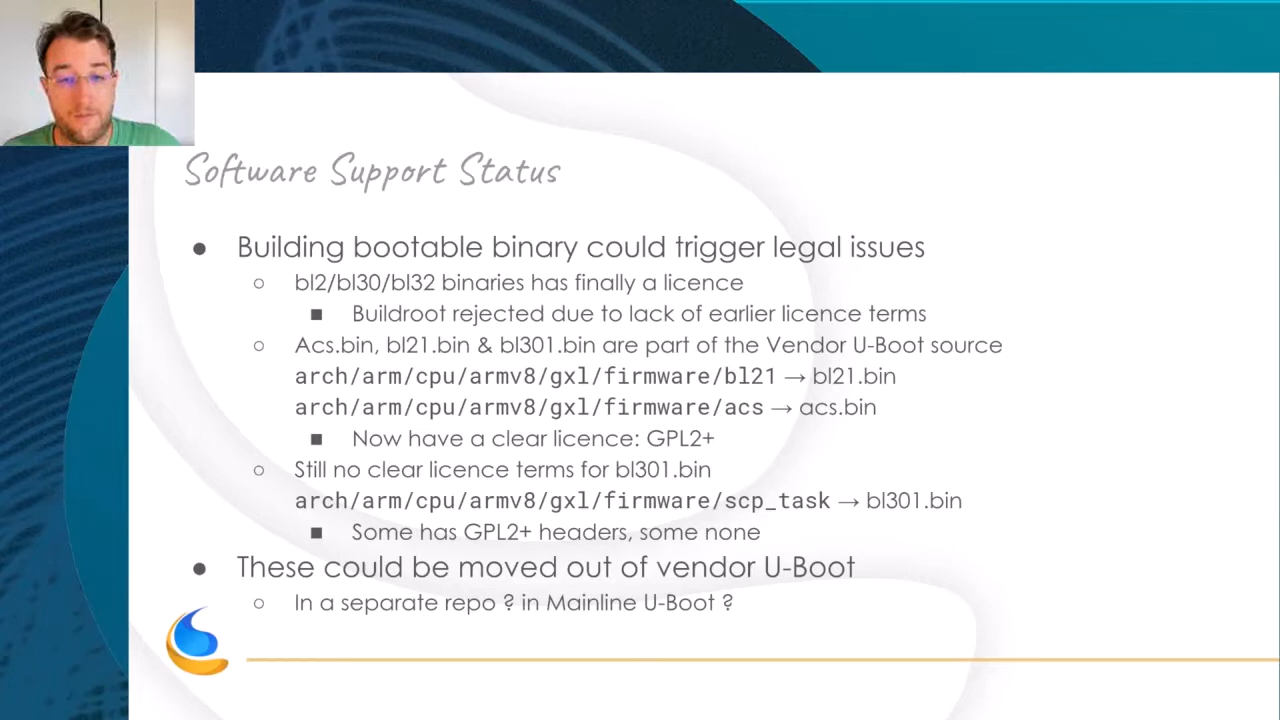 Software Support Status
● Building bootable binary could trigger legal issues
○ bl2/bl30/bl32 binaries has finally a licence
■ Buildroot rejected due to lack of earlier licence terms
○ Acs.bin, bl21.bin & bl301.bin are part of the Vendor U-Boot source
arch/arm/cpu/armv8/gxl/firmware/bl21 → bl21.bin
arch/arm/cpu/armv8/gxl/firmware/acs → acs.bin
■ Now have a clear licence: GPL2+
○ Still no clear licence terms for bl301.bin
arch/arm/cpu/armv8/gxl/firmware/scp_task → bl301.bin
■ Some has GPL2+ headers, some none
● These could be moved out of vendor U-Boot
○ In a separate repo ? in Mainline U-Boot ?